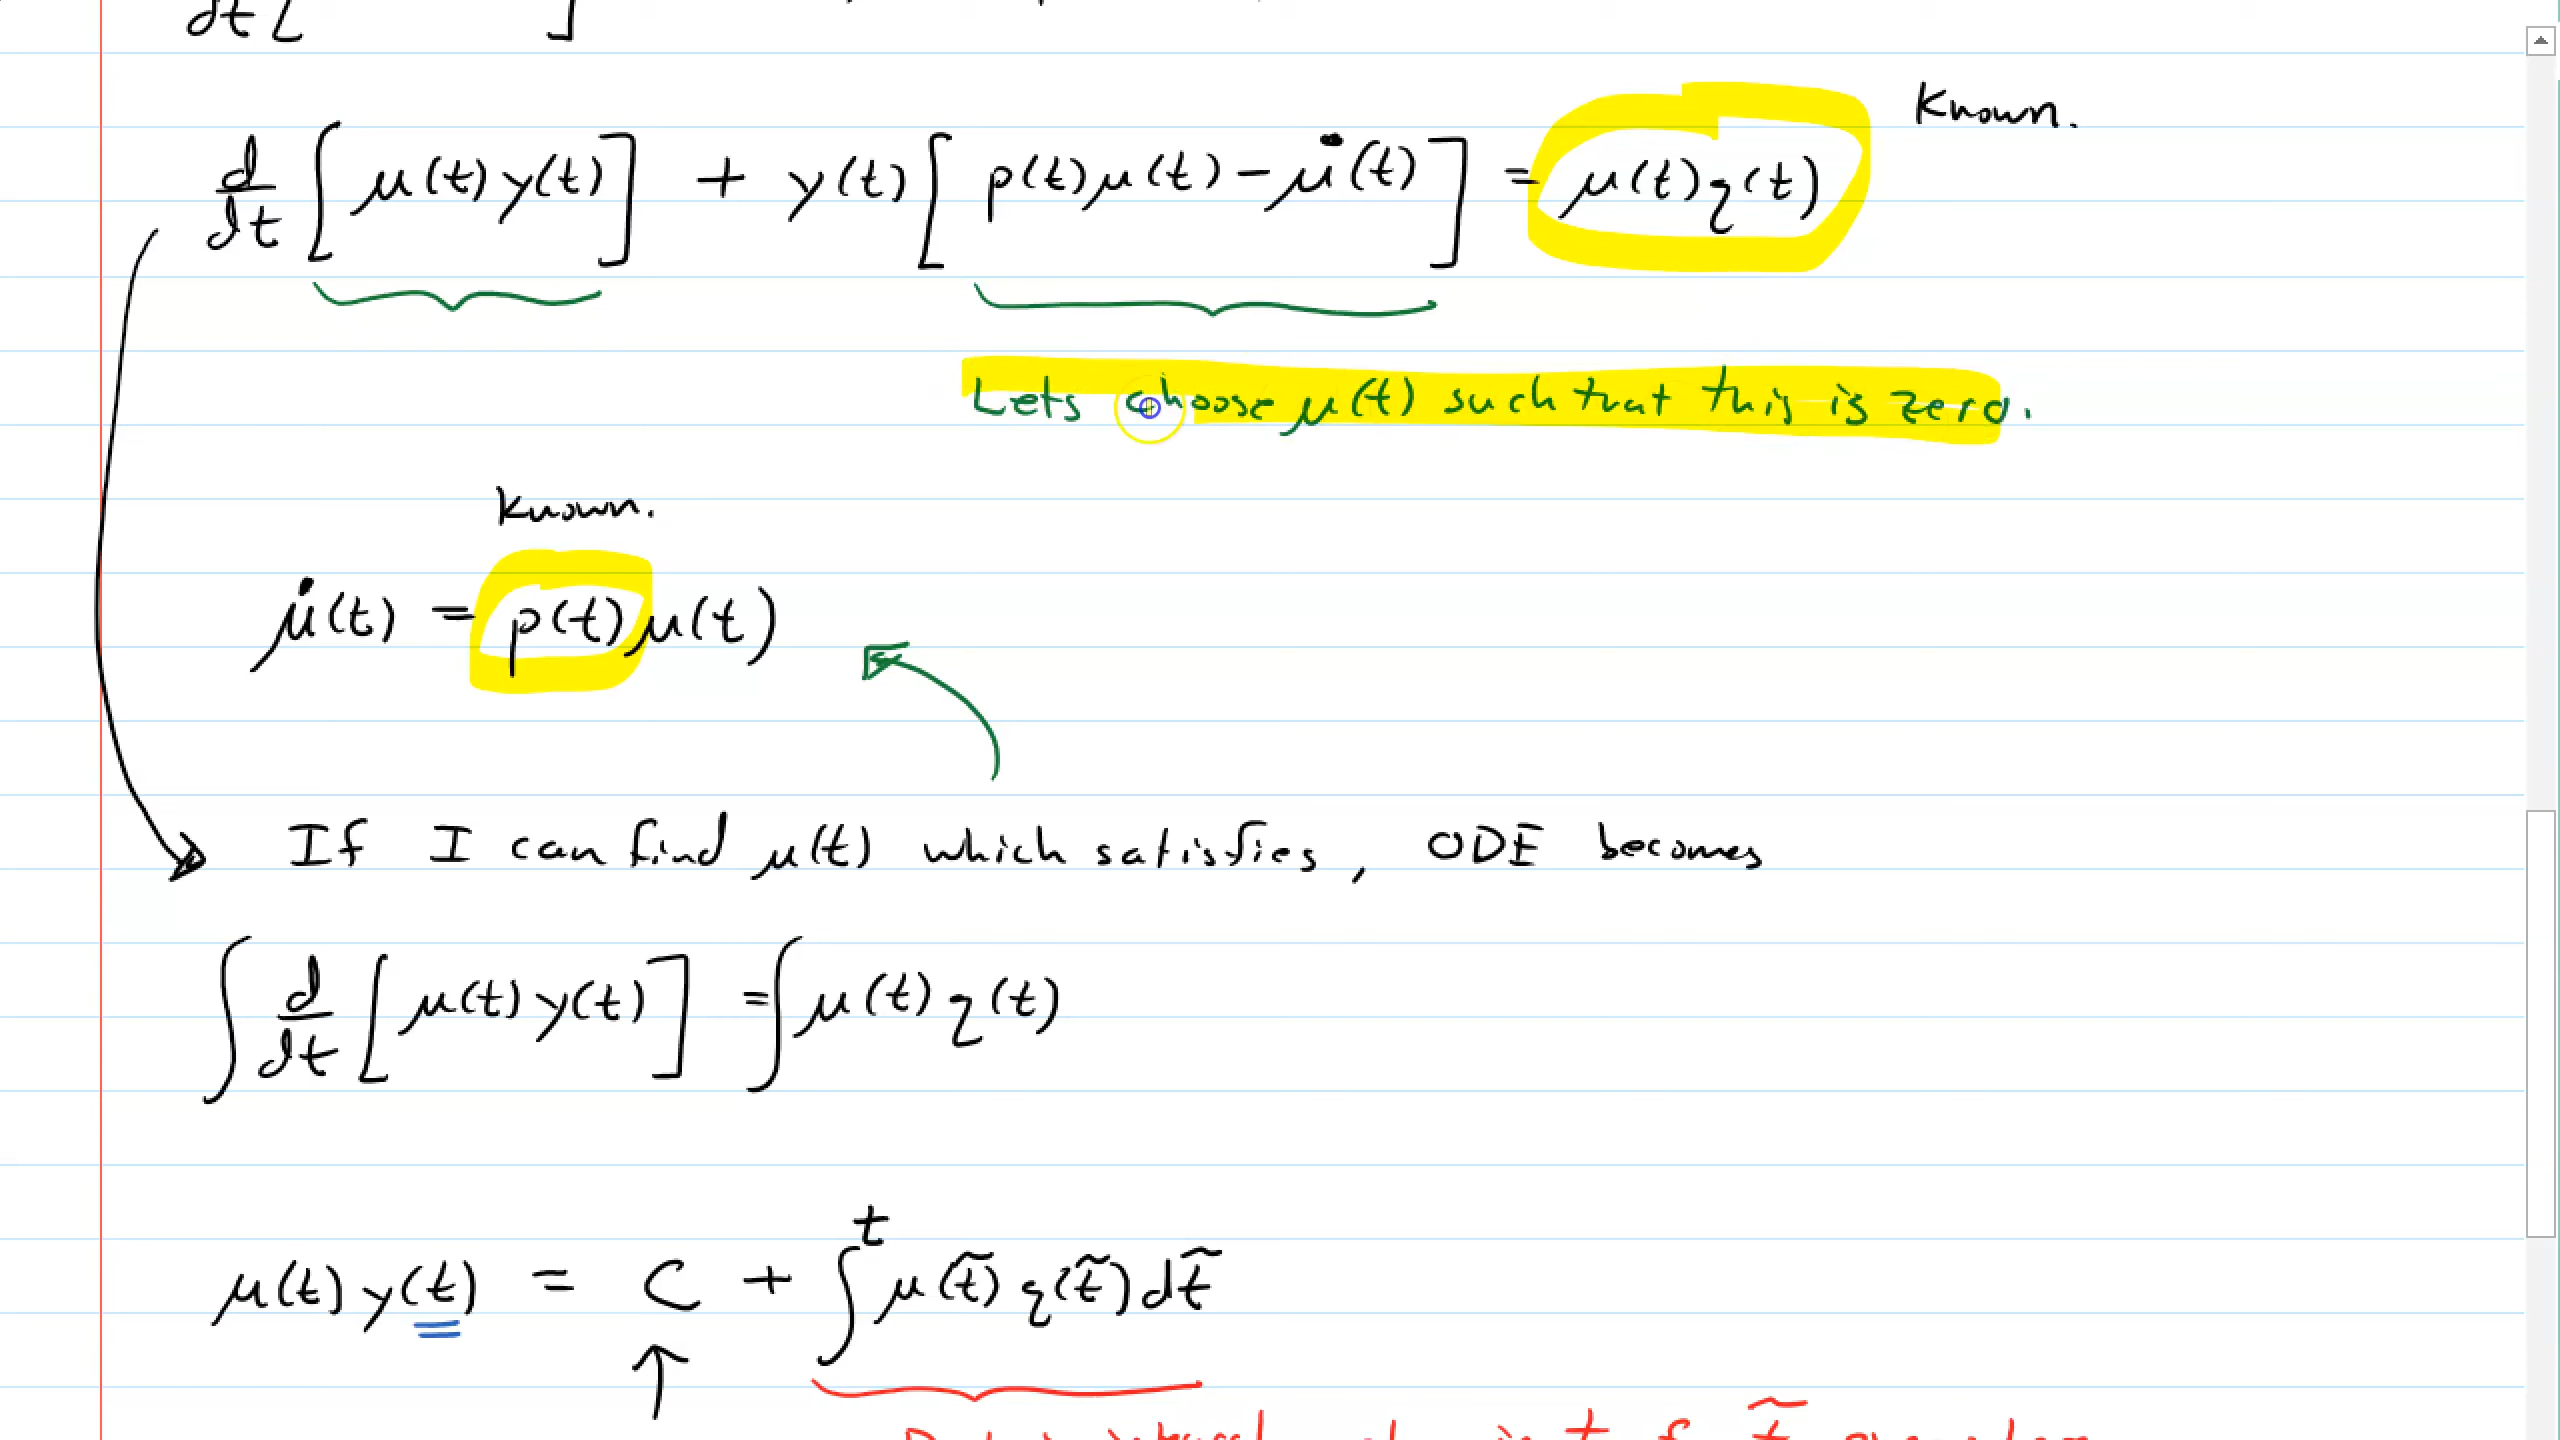 dt [ ]
Known.
d/dt [μ(t) y(t)] + y(t) [p(t)μ(t) - μ̇(t)] = μ(t)q(t)
Lets choose μ(t) such that this is zero.
Known.
μ̇(t) = p(t) μ(t)
If I can find μ(t) which satisfies, ODE becomes
∫ d/dt [μ(t) y(t)] = ∫ μ(t) q(t)
μ(t) y(t) = C + ∫^t μ(t̃) q(t̃) dt̃